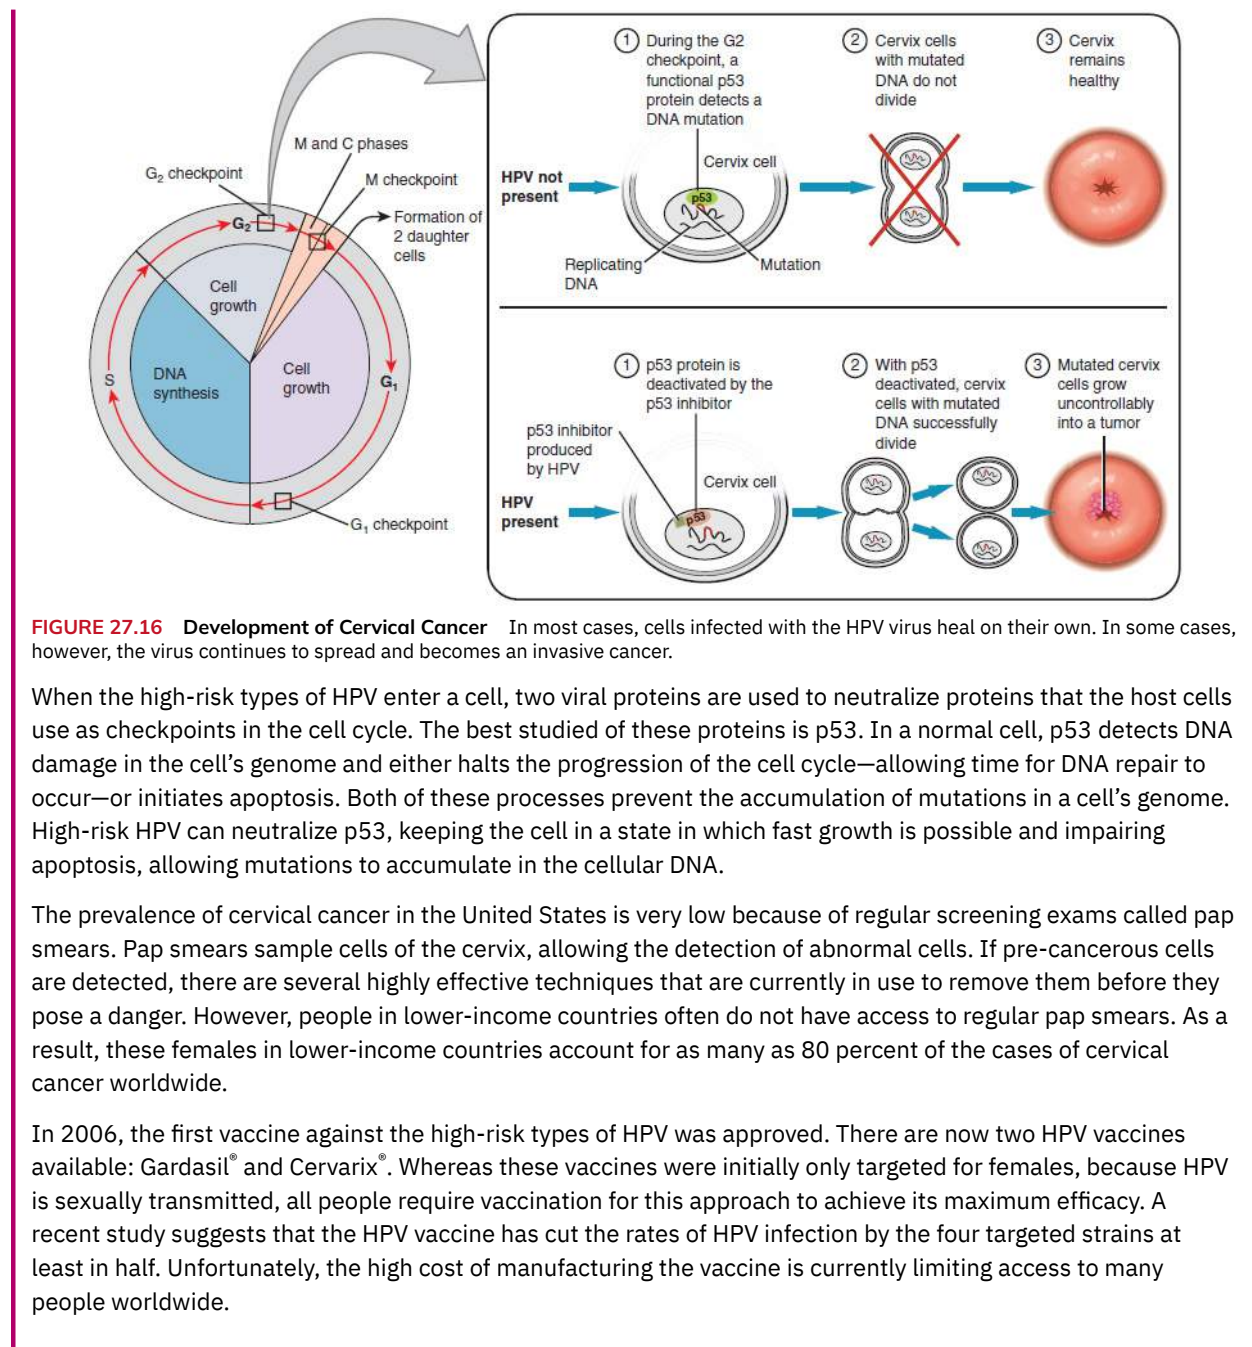 G₂ checkpoint
M and C phases
M checkpoint
Formation of
2 daughter
cells
G₂
Cell
growth
S
DNA
synthesis
Cell
growth
G₁
G₁ checkpoint
1 During the G2
checkpoint, a
functional p53
protein detects a
DNA mutation
2 Cervix cells
with mutated
DNA do not
divide
3 Cervix
remains
healthy
HPV not
present
Cervix cell
p53
Replicating
DNA
Mutation
1 p53 protein is
deactivated by the
p53 inhibitor
2 With p53
deactivated, cervix
cells with mutated
DNA successfully
divide
3 Mutated cervix
cells grow
uncontrollably
into a tumor
p53 inhibitor
produced
by HPV
HPV
present
Cervix cell
p53
FIGURE 27.16 Development of Cervical Cancer In most cases, cells infected with the HPV virus heal on their own. In some cases,
however, the virus continues to spread and becomes an invasive cancer.
When the high-risk types of HPV enter a cell, two viral proteins are used to neutralize proteins that the host cells
use as checkpoints in the cell cycle. The best studied of these proteins is p53. In a normal cell, p53 detects DNA
damage in the cell’s genome and either halts the progression of the cell cycle—allowing time for DNA repair to
occur—or initiates apoptosis. Both of these processes prevent the accumulation of mutations in a cell’s genome.
High-risk HPV can neutralize p53, keeping the cell in a state in which fast growth is possible and impairing
apoptosis, allowing mutations to accumulate in the cellular DNA.
The prevalence of cervical cancer in the United States is very low because of regular screening exams called pap
smears. Pap smears sample cells of the cervix, allowing the detection of abnormal cells. If pre-cancerous cells
are detected, there are several highly effective techniques that are currently in use to remove them before they
pose a danger. However, people in lower-income countries often do not have access to regular pap smears. As a
result, these females in lower-income countries account for as many as 80 percent of the cases of cervical
cancer worldwide.
In 2006, the first vaccine against the high-risk types of HPV was approved. There are now two HPV vaccines
available: Gardasil® and Cervarix®. Whereas these vaccines were initially only targeted for females, because HPV
is sexually transmitted, all people require vaccination for this approach to achieve its maximum efficacy. A
recent study suggests that the HPV vaccine has cut the rates of HPV infection by the four targeted strains at
least in half. Unfortunately, the high cost of manufacturing the vaccine is currently limiting access to many
people worldwide.